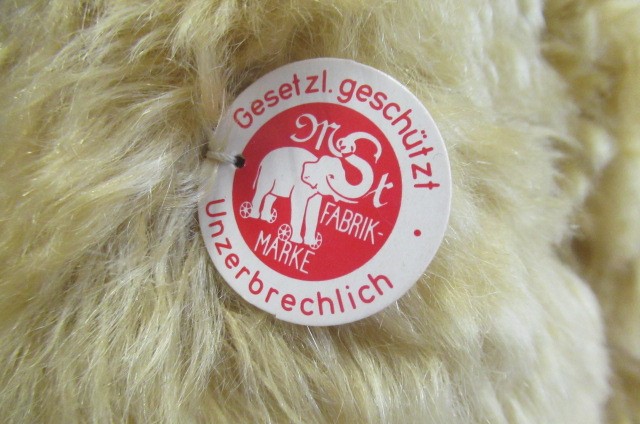 Gesetzl. geschützt
MSt
FABRIK-
MARKE
Unzerbrechlich